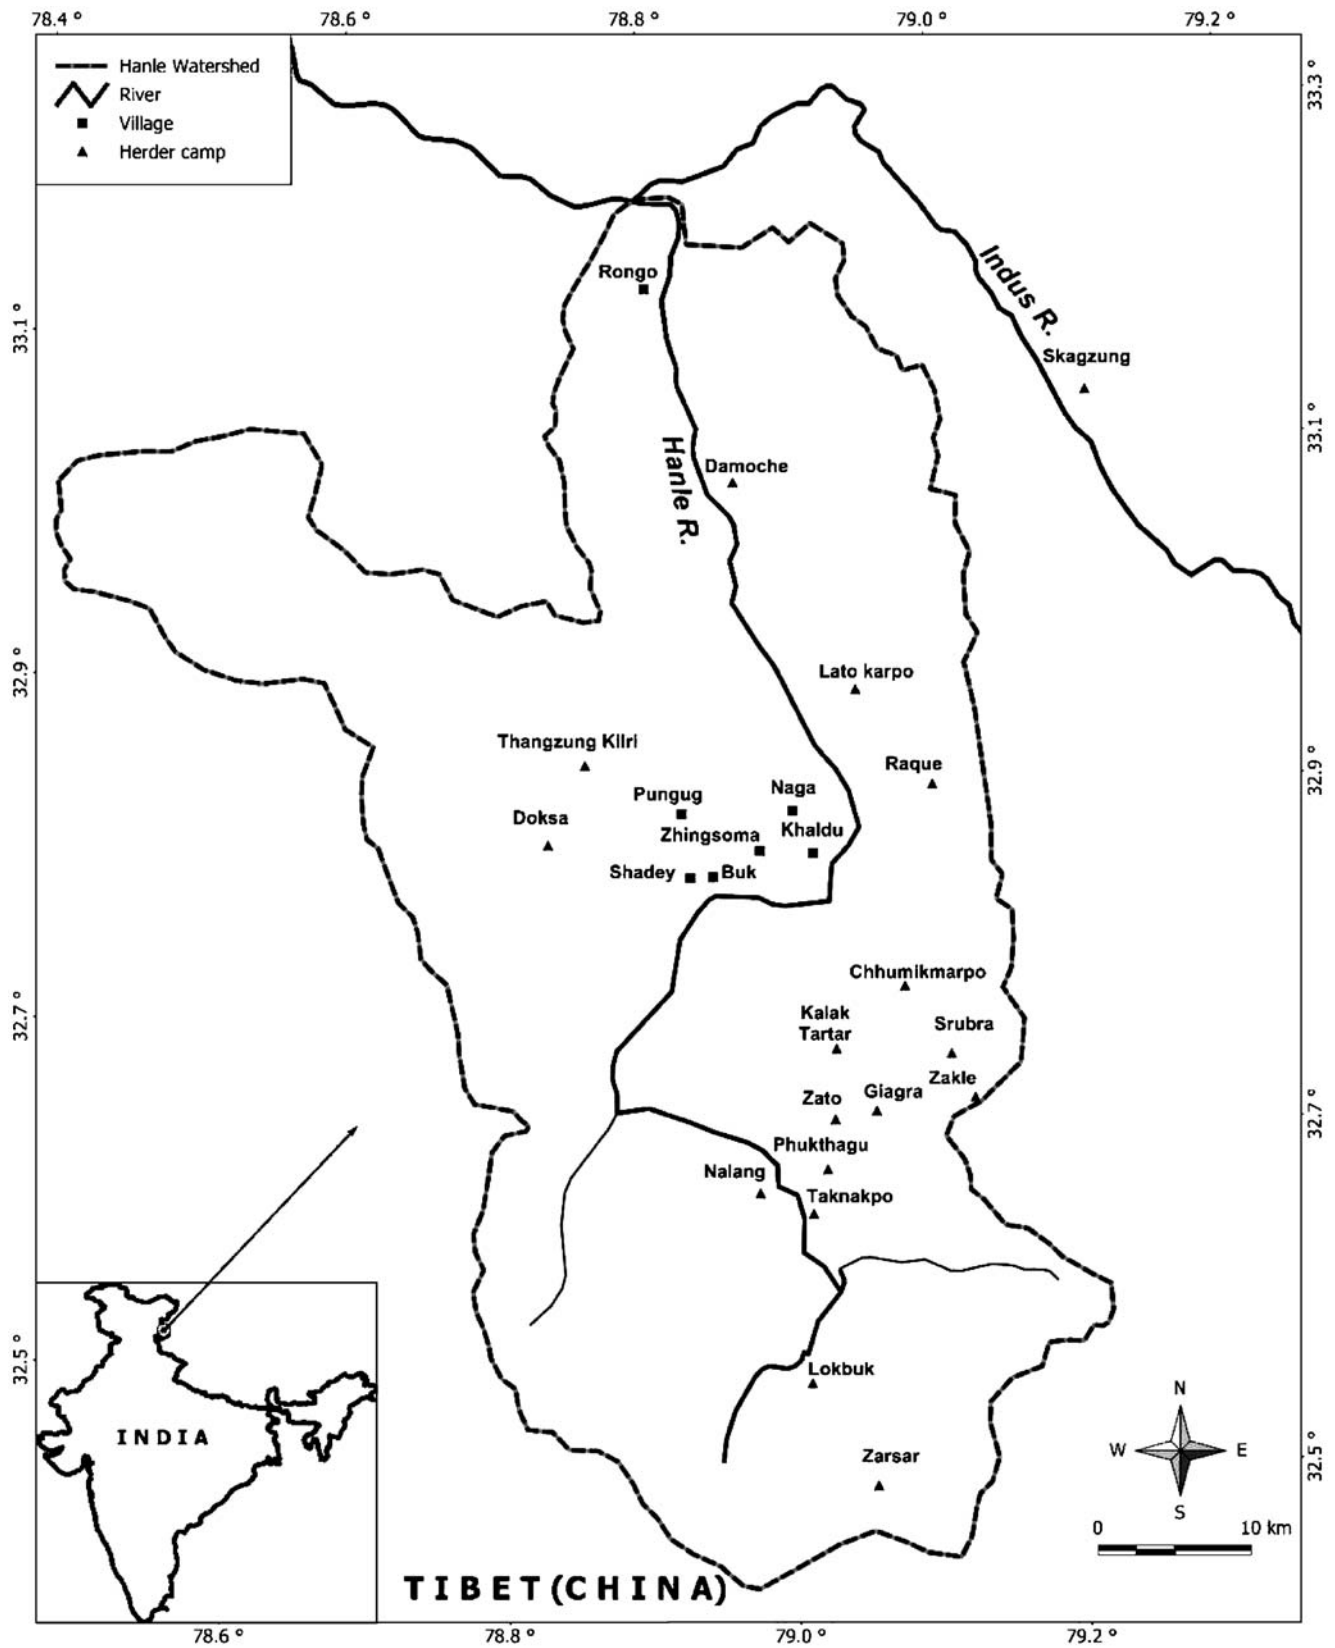 78.4 °
78.6 °
78.8 °
79.0 °
79.2 °
Hanle Watershed
River
Village
Herder camp
33.3 °
Rongo
Indus R.
33.1 °
Skagzung
33.1 °
Hanle R.
Damoche
32.9 °
Lato karpo
Thangzung Kilri
Raque
32.9 °
Pungug
Naga
Doksa
Zhingsoma
Khaldu
Shadey
Buk
Chhumikmarpo
32.7 °
Kalak
Tartar
Srubra
Zakle
Zato
Giagra
32.7 °
Phukthagu
Nalang
Taknakpo
32.5 °
Lokbuk
N
INDIA
W
E
Zarsar
32.5 °
S
0
10 km
TIBET (CHINA)
78.6 °
78.8 °
79.0 °
79.2 °